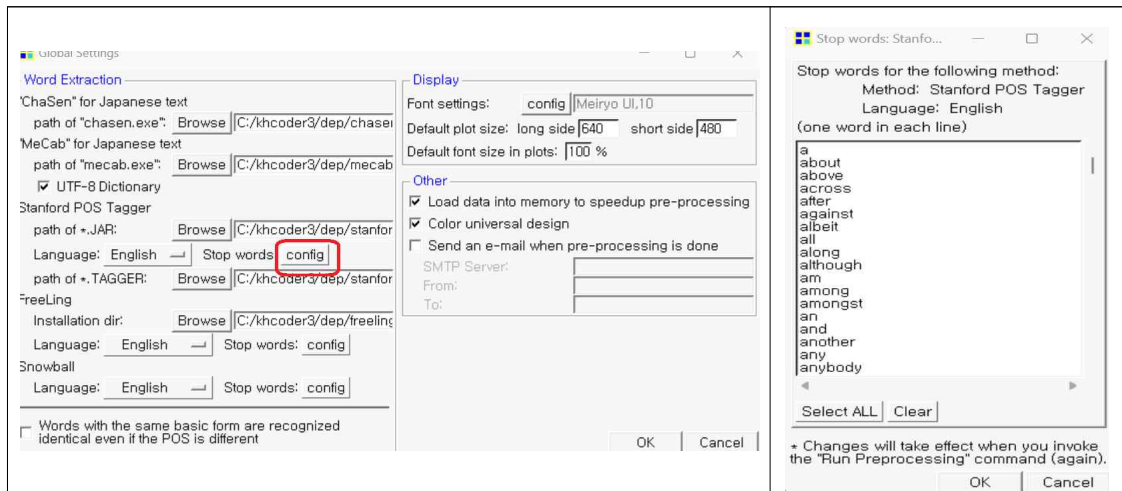 Global Settings
Word Extraction
"ChaSen" for Japanese text
path of "chasen.exe": Browse C:/khcoder3/dep/chasen
"MeCab" for Japanese text
path of "mecab.exe": Browse C:/khcoder3/dep/mecab
UTF-8 Dictionary
Stanford POS Tagger
path of *.JAR: Browse C:/khcoder3/dep/stanfor
Language: English Stop words: config
path of *.TAGGER: Browse C:/khcoder3/dep/stanfor
FreeLing
Installation dir: Browse C:/khcoder3/dep/freeling
Language: English Stop words: config
Snowball
Language: English Stop words: config
Words with the same basic form are recognized
identical even if the POS is different
Display
Font settings: config Meiryo UI,10
Default plot size: long side 640 short side 480
Default font size in plots: 100 %
Other
Load data into memory to speedup pre-processing
Color universal design
Send an e-mail when pre-processing is done
SMTP Server:
From:
To:
OK Cancel
Stop words: Stanfo...
Stop words for the following method:
Method: Stanford POS Tagger
Language: English
(one word in each line)
a
about
above
across
after
against
albeit
all
along
although
am
among
amongst
an
and
another
any
anybody
Select ALL Clear
* Changes will take effect when you invoke
the "Run Preprocessing" command (again).
OK Cancel